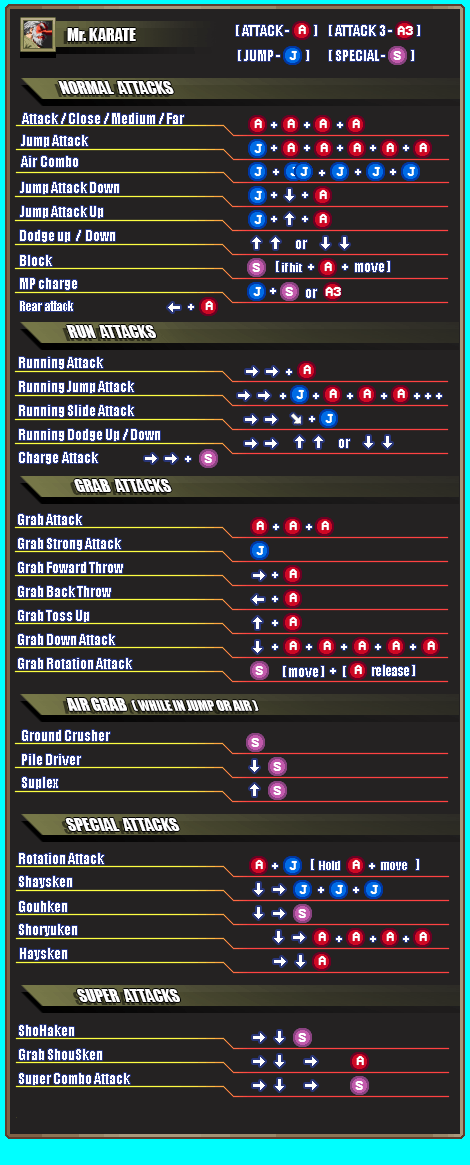 Mr. KARATE [ ATTACK - A ] [ ATTACK 3 - A3 ]
[ JUMP - J ] [ SPECIAL - S ]
NORMAL ATTACKS
Attack / Close / Medium / Far A + A + A + A
Jump Attack J + A + A + A + A + A
Air Combo J + J + J + J + J
Jump Attack Down J + ↓ + A
Jump Attack Up J + ↑ + A
Dodge up / Down ↑ ↑ or ↓ ↓
Block S [ if hit + A + move ]
MP charge J + S or A3
Rear attack ← + A
RUN ATTACKS
Running Attack → → + A
Running Jump Attack → → + J + A + A + A + + +
Running Slide Attack → → ↘ + J
Running Dodge Up / Down → → ↑ ↑ or ↓ ↓
Charge Attack → → + S
GRAB ATTACKS
Grab Attack A + A + A
Grab Strong Attack J
Grab Foward Throw → + A
Grab Back Throw ← + A
Grab Toss Up ↑ + A
Grab Down Attack ↓ + A + A + A + A + A
Grab Rotation Attack S [ move ] + [ A release ]
AIR GRAB ( WHILE IN JUMP OR AIR )
Ground Crusher S
Pile Driver ↓ S
Suplex ↑ S
SPECIAL ATTACKS
Rotation Attack A + J [ Hold A + move ]
Shaysken ↓ → J + J + J
Gouhken ↓ → S
Shoryuken ↓ → A + A + A + A
Haysken → ↓ A
SUPER ATTACKS
ShoHaken → ↓ S
Grab ShouSken → ↓ → A
Super Combo Attack → ↓ → S